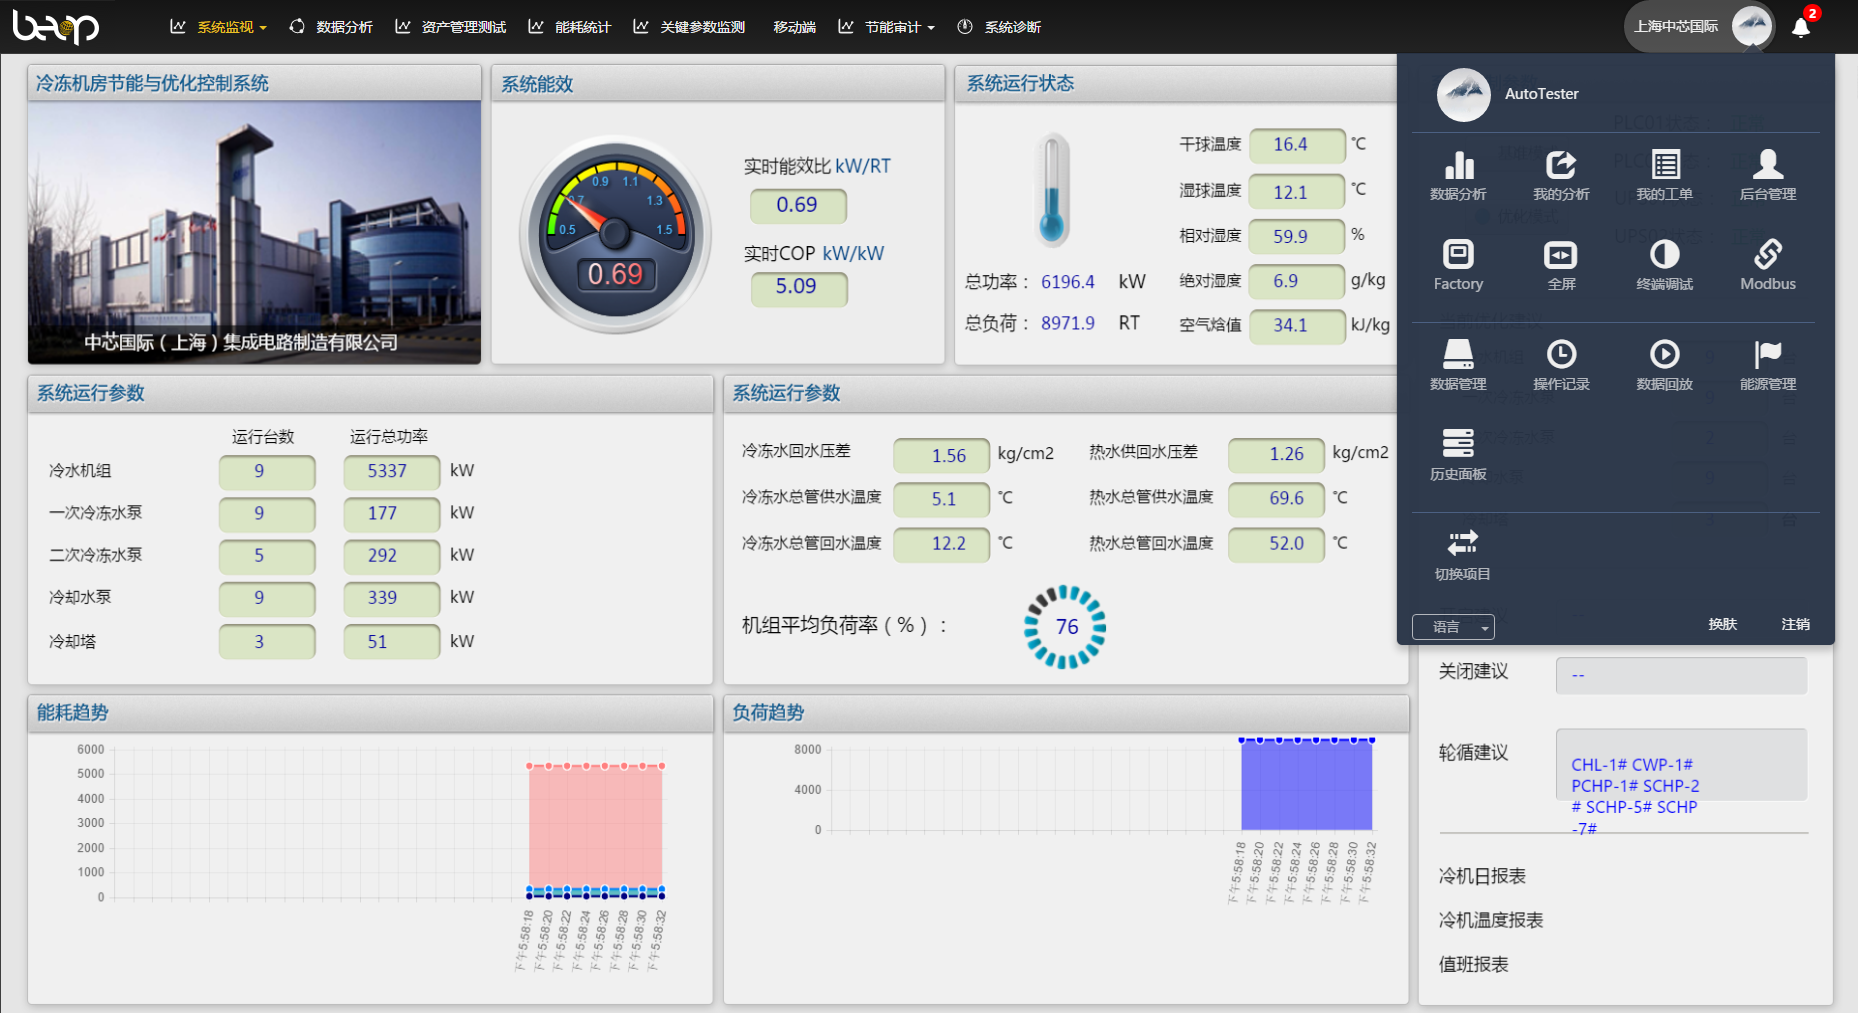 beop
系统监视
数据分析
资产管理测试
能耗统计
关键参数监测
移动端
节能审计
系统诊断
上海中芯国际
2
冷冻机房节能与优化控制系统
中芯国际（上海）集成电路制造有限公司
系统能效
0.5
0.7
0.9
1.1
1.3
1.5
0.69
实时能效比 kW/RT
0.69
实时COP kW/kW
5.09
系统运行状态
总功率： 6196.4 kW
总负荷： 8971.9 RT
干球温度 16.4 ℃
湿球温度 12.1 ℃
相对湿度 59.9 %
绝对湿度 6.9 g/kg
空气焓值 34.1 kJ/kg
AutoTester
数据分析
我的分析
我的工单
后台管理
Factory
全屏
终端调试
Modbus
数据管理
操作记录
数据回放
能源管理
历史面板
切换项目
语言
换肤
注销
系统运行参数
运行台数 运行总功率
冷水机组 9 5337 kW
一次冷冻水泵 9 177 kW
二次冷冻水泵 5 292 kW
冷却水泵 9 339 kW
冷却塔 3 51 kW
系统运行参数
冷冻水回水压差 1.56 kg/cm2 热水供回水压差 1.26 kg/cm2
冷冻水总管供水温度 5.1 ℃ 热水总管供水温度 69.6 ℃
冷冻水总管回水温度 12.2 ℃ 热水总管回水温度 52.0 ℃
机组平均负荷率（%）： 76
能耗趋势
6000
5000
4000
3000
2000
1000
0
下午5:58:18
下午5:58:20
下午5:58:22
下午5:58:24
下午5:58:26
下午5:58:28
下午5:58:30
下午5:58:32
负荷趋势
8000
4000
0
下午5:58:18
下午5:58:20
下午5:58:22
下午5:58:24
下午5:58:26
下午5:58:28
下午5:58:30
下午5:58:32
关闭建议 --
轮循建议
CHL-1# CWP-1#
PCHP-1# SCHP-2
# SCHP-5# SCHP
-7#
冷机日报表
冷机温度报表
值班报表